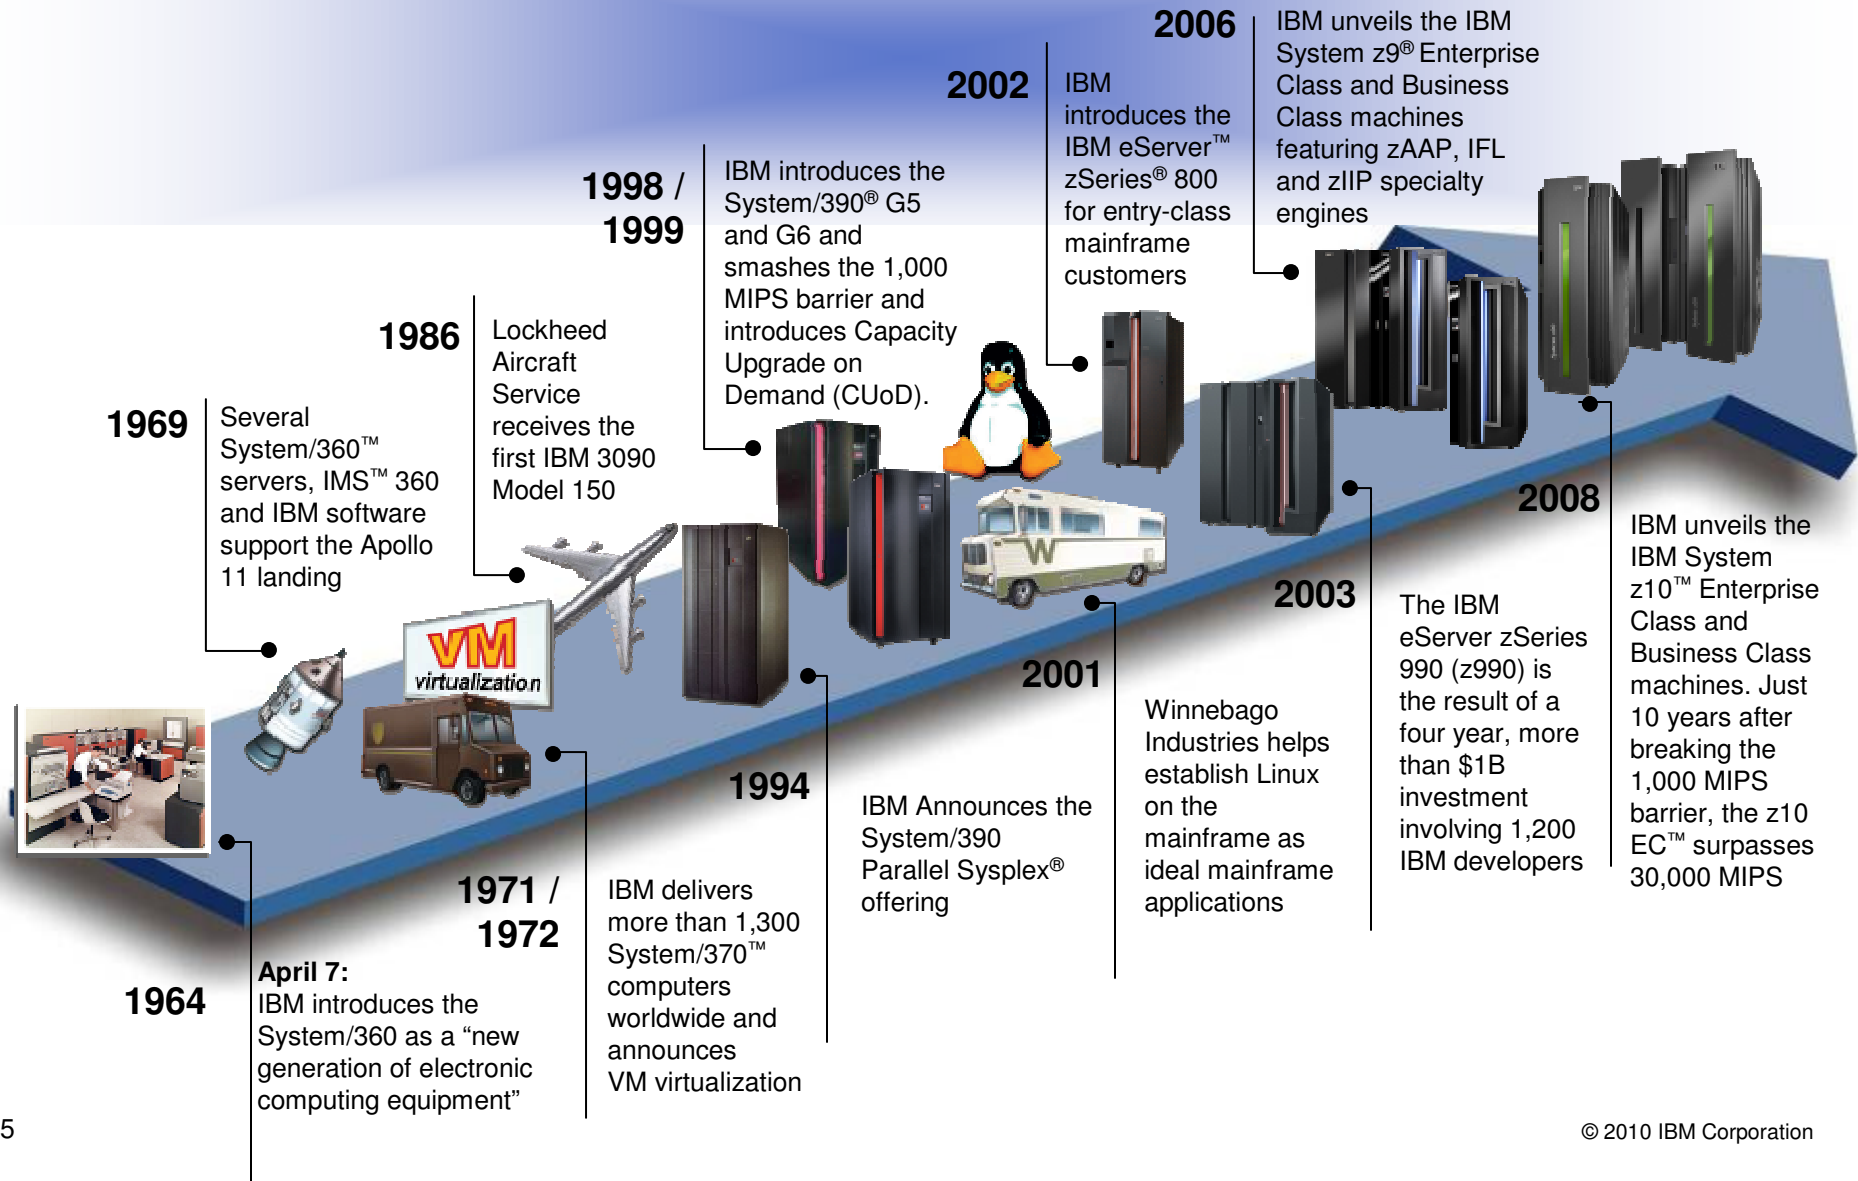 2006
IBM unveils the IBM
System z9® Enterprise
Class and Business
Class machines
featuring zAAP, IFL
and zIIP specialty
engines
2002
IBM
introduces the
IBM eServer™
zSeries® 800
for entry-class
mainframe
customers
1998 /
1999
IBM introduces the
System/390® G5
and G6 and
smashes the 1,000
MIPS barrier and
introduces Capacity
Upgrade on
Demand (CUoD).
1986
Lockheed
Aircraft
Service
receives the
first IBM 3090
Model 150
1969
Several
System/360™
servers, IMS™ 360
and IBM software
support the Apollo
11 landing
VM
virtualization
W
2008
IBM unveils the
IBM System
z10™ Enterprise
Class and
Business Class
machines. Just
10 years after
breaking the
1,000 MIPS
barrier, the z10
EC™ surpasses
30,000 MIPS
2003
The IBM
eServer zSeries
990 (z990) is
the result of a
four year, more
than $1B
investment
involving 1,200
IBM developers
2001
Winnebago
Industries helps
establish Linux
on the
mainframe as
ideal mainframe
applications
1994
IBM Announces the
System/390
Parallel Sysplex®
offering
1971 /
1972
IBM delivers
more than 1,300
System/370™
computers
worldwide and
announces
VM virtualization
1964
April 7:
IBM introduces the
System/360 as a “new
generation of electronic
computing equipment”
5
© 2010 IBM Corporation